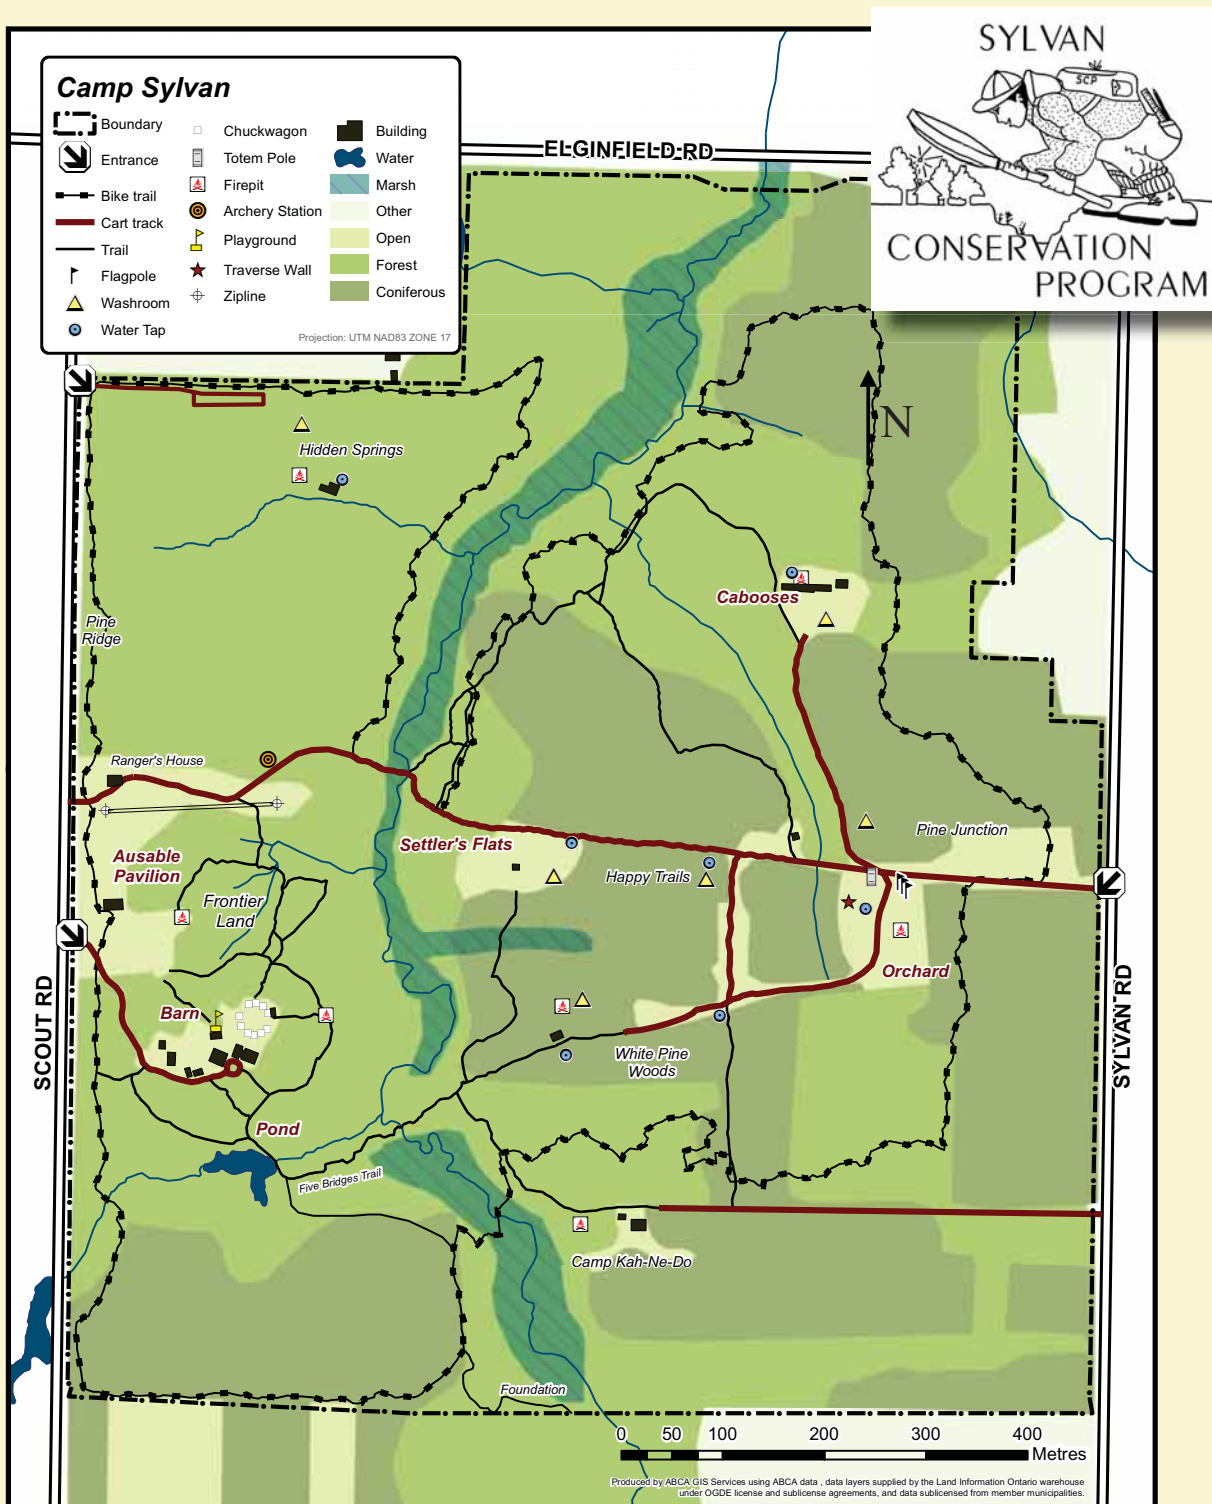 SYLVAN
SCP
CONSERVATION
PROGRAM
Camp Sylvan
Boundary
Entrance
Bike trail
Cart track
Trail
Flagpole
Washroom
Water Tap
Chuckwagon
Totem Pole
Firepit
Archery Station
Playground
Traverse Wall
Zipline
Building
Water
Marsh
Other
Open
Forest
Coniferous
Projection: UTM NAD83 ZONE 17
ELGINFIELD RD
N
Hidden Springs
Cabooses
Pine
Ridge
Ranger's House
Settler's Flats
Pine Junction
Ausable
Pavilion
Happy Trails
Frontier
Land
Orchard
SCOUT RD
SYLVAN RD
Barn
White Pine
Woods
Pond
Five Bridges Trail
Camp Kah-Ne-Do
Foundation
0 50 100 200 300 400
Metres
Produced by ABCA GIS Services using ABCA data , data layers supplied by the Land Information Ontario warehouse
under OGDE license and sublicense agreements, and data sublicensed from member municipalities.